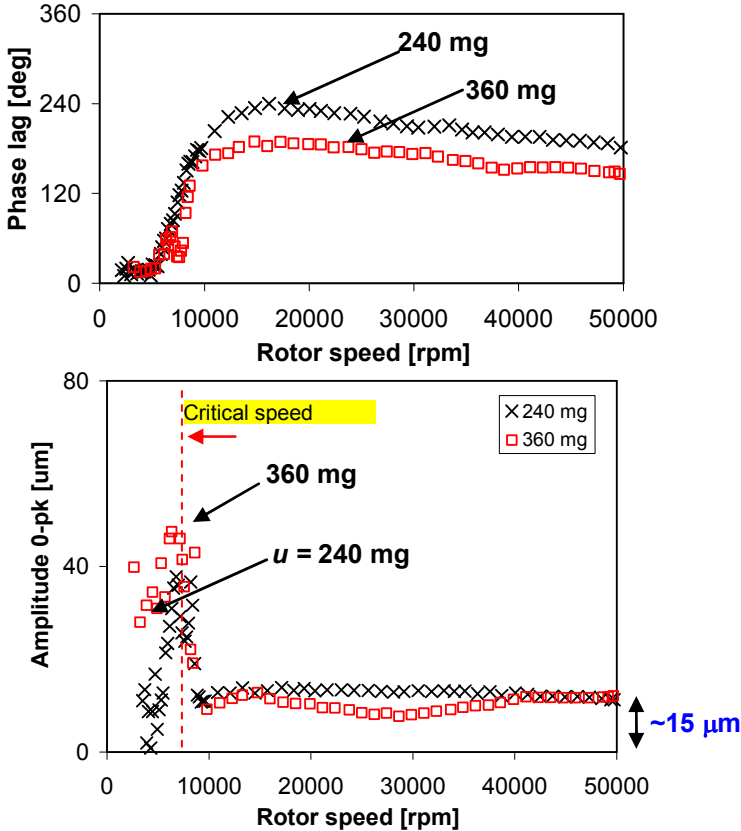 360
240
120
0
Phase lag [deg]
240 mg
360 mg
0
10000
20000
30000
40000
50000
Rotor speed [rpm]
80
40
0
Amplitude 0-pk [um]
Critical speed
240 mg
360 mg
360 mg
u = 240 mg
~15 μm
0
10000
20000
30000
40000
50000
Rotor speed [rpm]